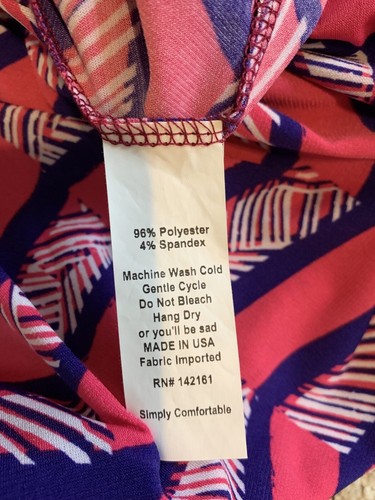 96% Polyester
4% Spandex
Machine Wash Cold
Gentle Cycle
Do Not Bleach
Hang Dry
or you'll be sad
MADE IN USA
Fabric Imported
RN# 142161
Simply Comfortable